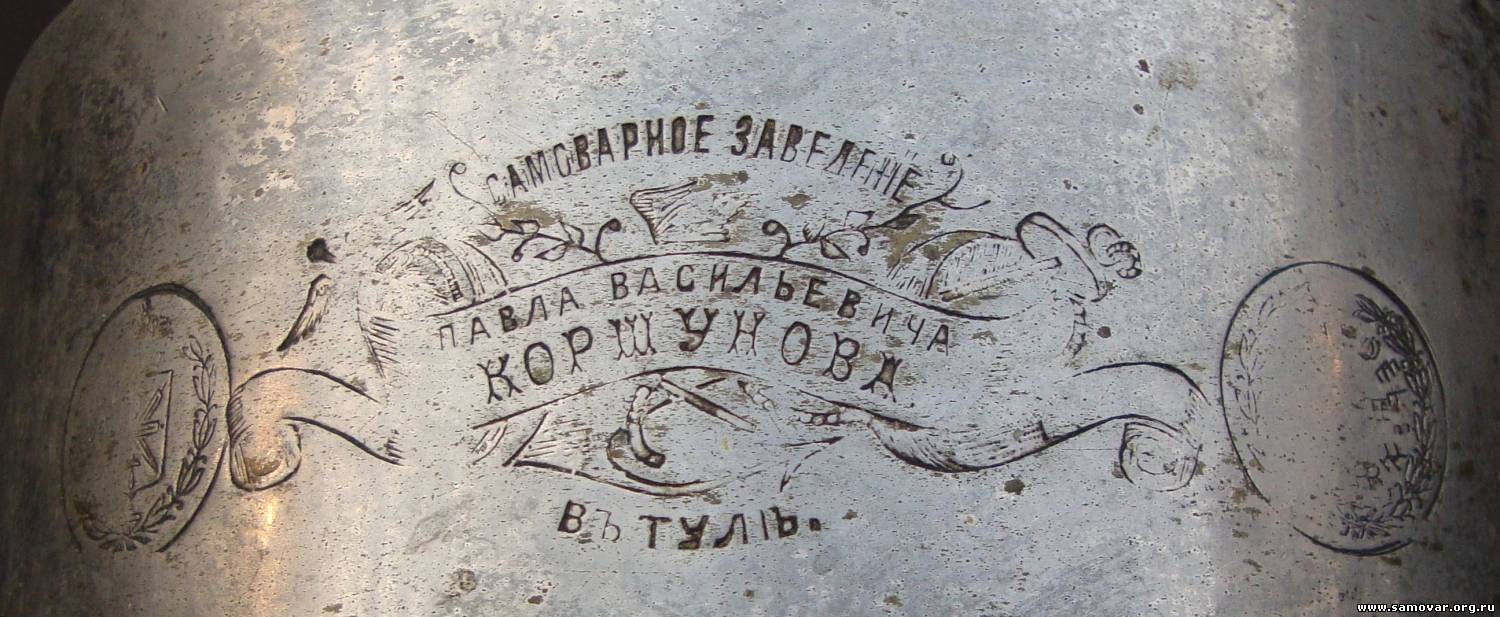 САМОВАРНОЕ ЗАВЕДЕНІЕ
ПАВЛА ВАСИЛЬЕВИЧА
КОРШУНОВА
ВЪ ТУЛѢ.
www.samovar.org.ru